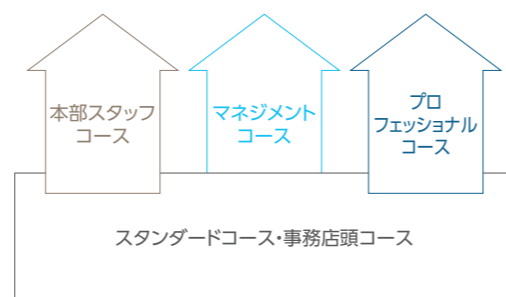 本部スタッフ
コース
マネジメント
コース
プロ
フェッショナル
コース
スタンダードコース・事務店頭コース